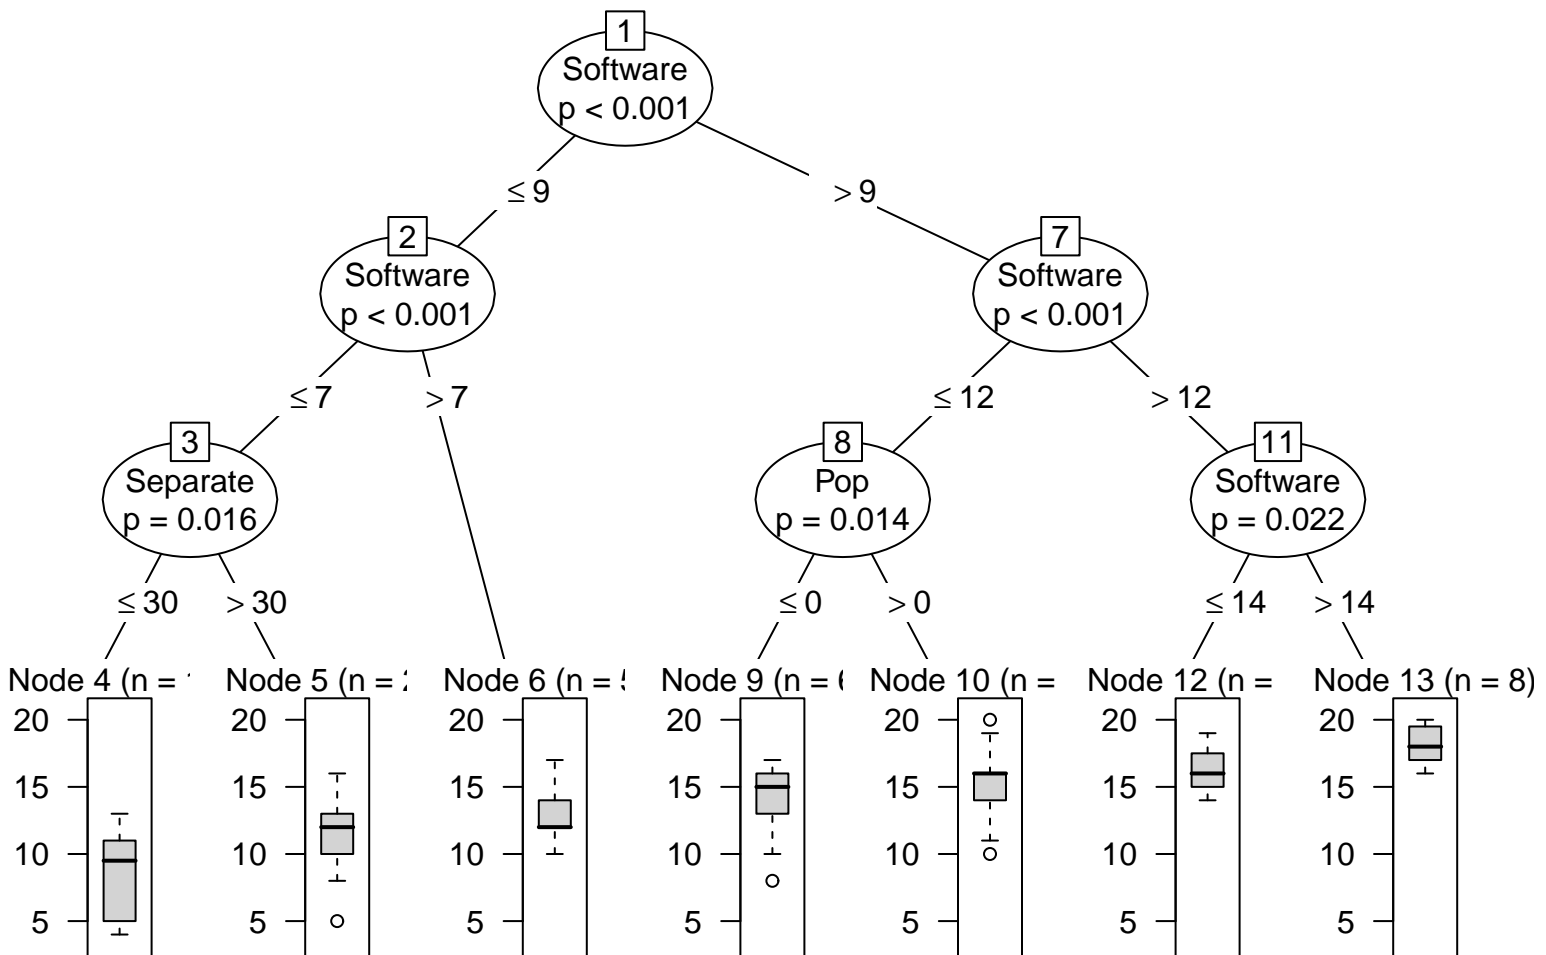 1
Software
p < 0.001
≤ 9
> 9
2
Software
p < 0.001
7
Software
p < 0.001
≤ 7
> 7
≤ 12
> 12
3
Separate
p = 0.016
8
Pop
p = 0.014
11
Software
p = 0.022
≤ 30
> 30
≤ 0
> 0
≤ 14
> 14
Node 4 (n =
Node 5 (n =
Node 6 (n =
Node 9 (n =
Node 10 (n =
Node 12 (n =
Node 13 (n = 8)
20 20 20 20 20 20 20
15 15 15 15 15 15 15
10 10 10 10 10 10 10
5 5 5 5 5 5 5